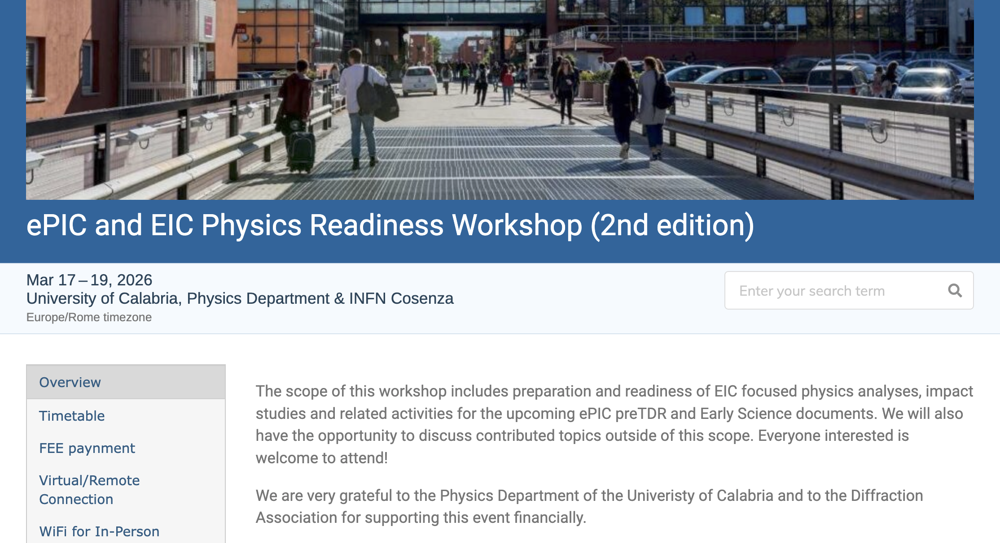 ePIC and EIC Physics Readiness Workshop (2nd edition)
Mar 17 – 19, 2026
University of Calabria, Physics Department & INFN Cosenza
Europe/Rome timezone
Enter your search term
Overview
Timetable
FEE paynment
Virtual/Remote
Connection
WiFi for In-Person
The scope of this workshop includes preparation and readiness of EIC focused physics analyses, impact
studies and related activities for the upcoming ePIC preTDR and Early Science documents. We will also
have the opportunity to discuss contributed topics outside of this scope. Everyone interested is
welcome to attend!
We are very grateful to the Physics Department of the Univeristy of Calabria and to the Diffraction
Association for supporting this event financially.